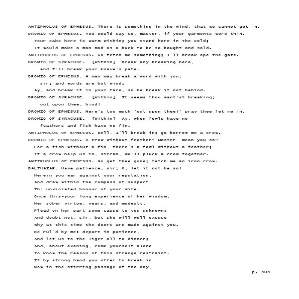 ANTIPHOLUS OF EPHESUS. There is something in the wind, that we cannot get in.
DROMIO OF EPHESUS. You would say so, master, if your garments were thin.
Your cake here is warm within; you stand here in the cold;
It would make a man mad as a buck to be so bought and sold.
ANTIPHOLUS OF EPHESUS. Go fetch me something; I'll break ope the gate.
DROMIO OF SYRACUSE. [Within] Break any breaking here,
and I'll break your knave's pate.
DROMIO OF EPHESUS. A man may break a word with you,
sir; and words are but wind;
Ay, and break it in your face, so he break it not behind.
DROMIO OF SYRACUSE. [Within] It seems thou want'st breaking;
out upon thee, hind!
DROMIO OF EPHESUS. Here's too much 'out upon thee!' pray thee let me in.
DROMIO OF SYRACUSE. [Within] Ay, when fowls have no
feathers and fish have no fin.
ANTIPHOLUS OF EPHESUS. Well, I'll break in; go borrow me a crow.
DROMIO OF EPHESUS. A crow without feather? Master, mean you so?
For a fish without a fin, there's a fowl without a feather;
If a crow help us in, sirrah, we'll pluck a crow together.
ANTIPHOLUS OF EPHESUS. Go get thee gone; fetch me an iron crow.
BALTHAZAR. Have patience, sir; O, let it not be so!
Herein you war against your reputation,
And draw within the compass of suspect
Th' unviolated honour of your wife.
Once this-your long experience of her wisdom,
Her sober virtue, years, and modesty,
Plead on her part some cause to you unknown;
And doubt not, sir, but she will well excuse
Why at this time the doors are made against you.
Be rul'd by me: depart in patience,
And let us to the Tiger all to dinner;
And, about evening, come yourself alone
To know the reason of this strange restraint.
If by strong hand you offer to break in
Now in the stirring passage of the day,